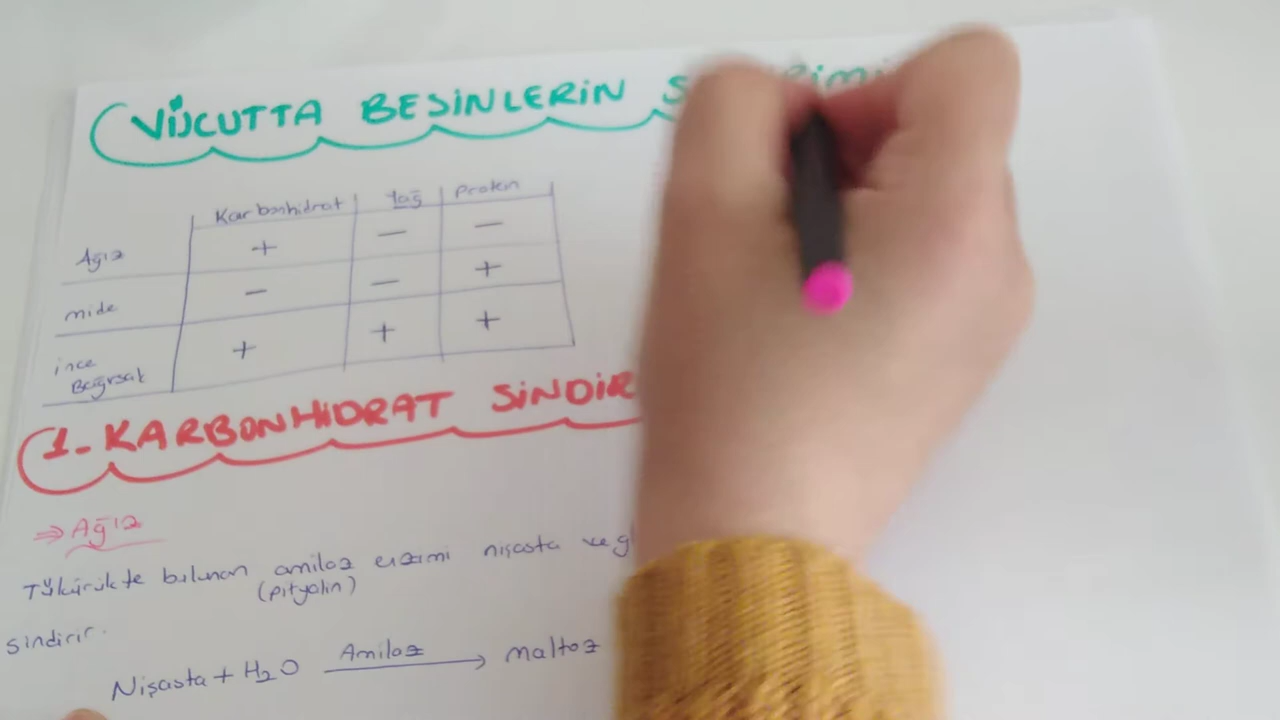 VÜCUTTA BESİNLERİN
Karbonhidrat Yağ Protein
Ağız + - -
mide - - +
ince Bağırsak + + +
1- KARBONHİDRAT SİNDİR
⇒ Ağız
Tükürükte bulunan amilaz enzimi nişasta ve gl
(pityalin)
sindirir.
Nişasta + H₂O Amilaz → maltoz